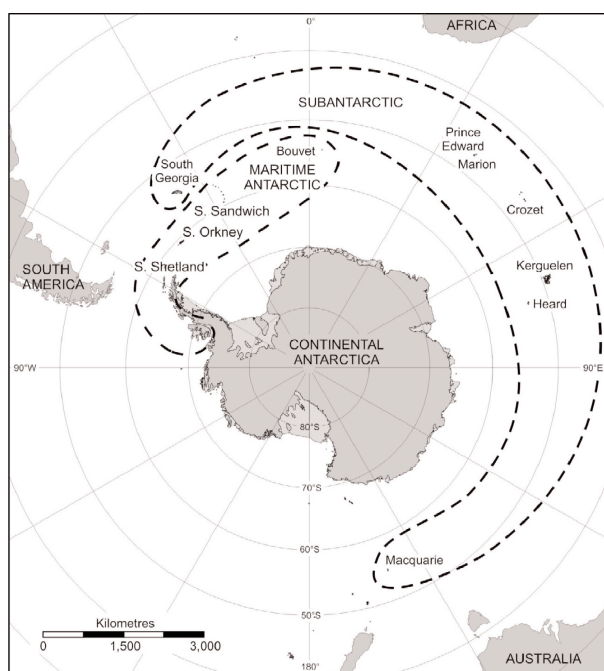 0°
AFRICA
SUBANTARCTIC
Prince
Edward
Marion
Bouvet
South
Georgia
MARITIME
ANTARCTIC
Crozet
S. Sandwich
S. Orkney
SOUTH
AMERICA
S. Shetland
Kerguelen
Heard
CONTINENTAL
ANTARCTICA
90°W
90°E
80°S
70°S
60°S
Macquarie
50°S
Kilometres
0
1,500
3,000
180°
AUSTRALIA